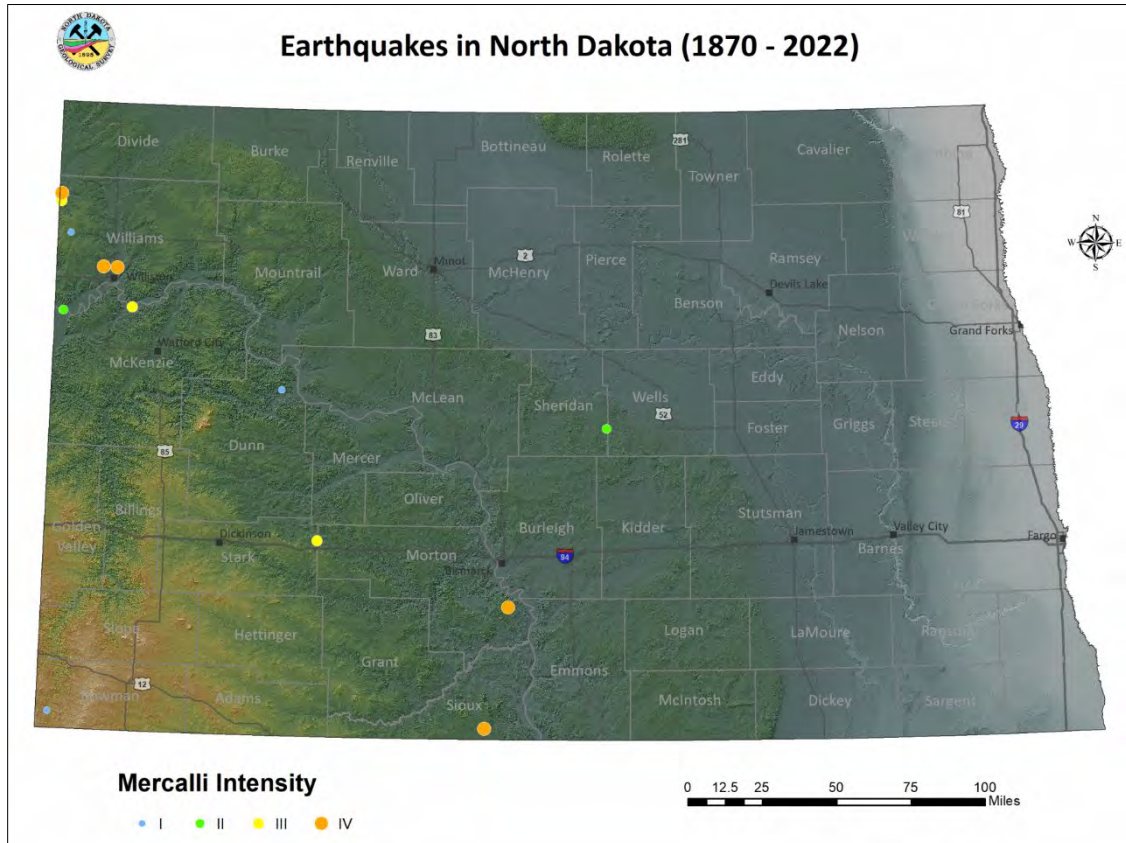 NORTH DAKOTA
GEOLOGICAL SURVEY
1895
Earthquakes in North Dakota (1870 - 2022)
Divide
Burke
Renville
Bottineau
Rolette
281
Towner
Cavalier
81
N
W E
S
Williams
Williston
Mountrail
Ward
Minot
2
McHenry
Pierce
Ramsey
Devils Lake
Benson
Nelson
Grand Forks
83
Watford City
McKenzie
McLean
Sheridan
Wells
52
Eddy
Foster
Griggs
Steele
29
Dunn
85
Mercer
Oliver
Billings
Golden
Valley
Dickinson
Stark
Morton
Bismarck
Burleigh
94
Kidder
Stutsman
Jamestown
Valley City
Barnes
Fargo
Slope
Hettinger
Grant
Emmons
Logan
LaMoure
Ransom
Bowman
12
Adams
Sioux
McIntosh
Dickey
Sargent
Mercalli Intensity
I II III IV
0 12.5 25 50 75 100
Miles